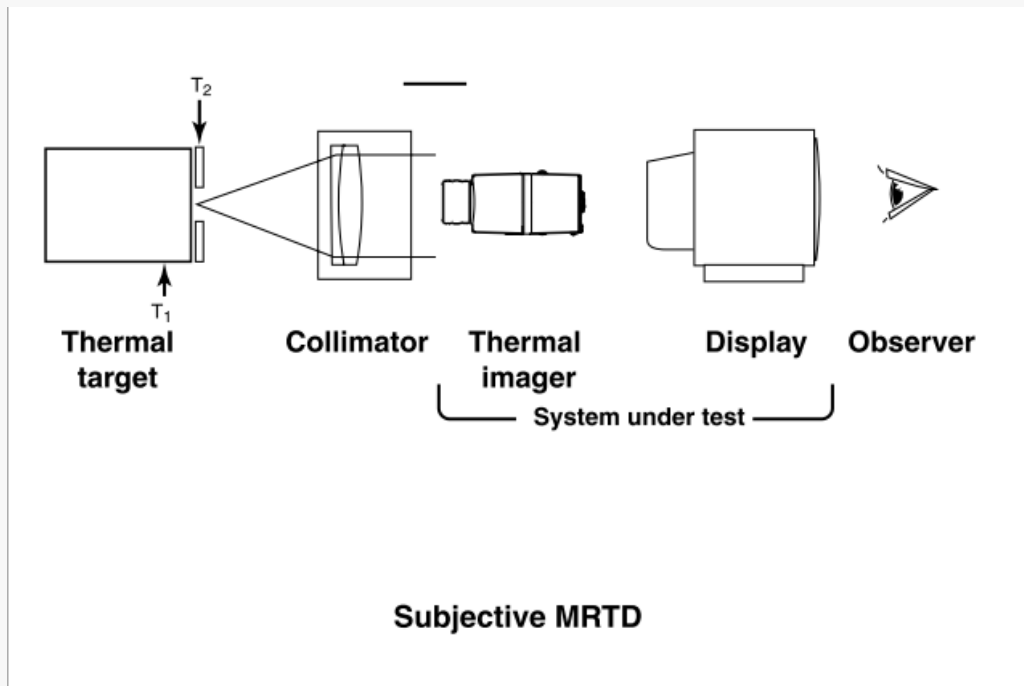 T2
T1
Thermal
target
Collimator
Thermal
imager
Display
Observer
System under test
Subjective MRTD